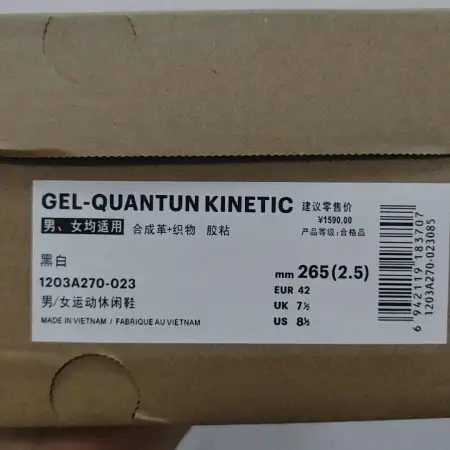 GEL-QUANTUN KINETIC
建议零售价
¥1590.00
男、女均适用 合成革+织物 胶粘
产品等级:合格品
黑白
1203A270-023
男/女运动休闲鞋
MADE IN VIETNAM / FABRIQUE AU VIETNAM
mm 265(2.5)
EUR 42
UK 7½
US 8½
6 942119 183707
1203A270-023085